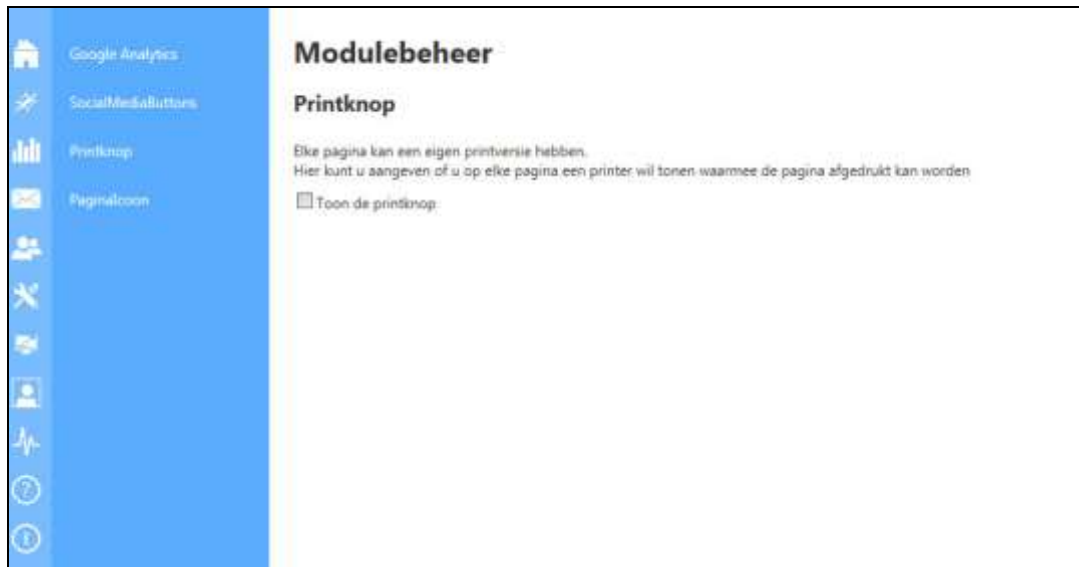 Google Analytics
SocialMediaButtons
Printknop
PaginaIcoon
Modulebeheer
Printknop
Elke pagina kan een eigen printversie hebben.
Hier kunt u aangeven of u op elke pagina een printer wil tonen waarmee de pagina afgedrukt kan worden
Toon de printknop